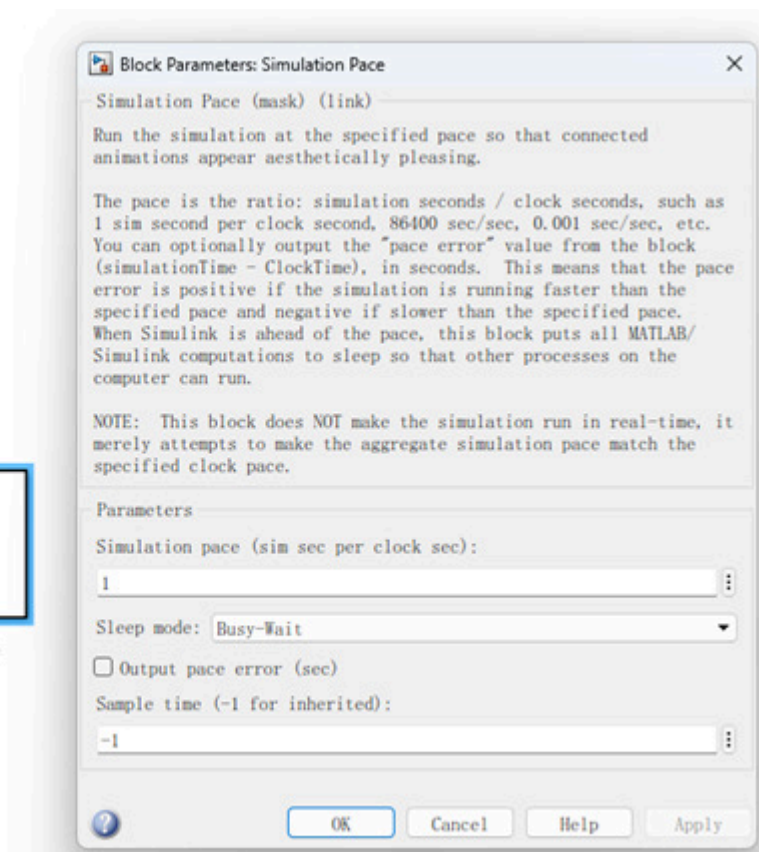 Block Parameters: Simulation Pace
Simulation Pace (mask) (link)
Run the simulation at the specified pace so that connected
animations appear aesthetically pleasing.
The pace is the ratio: simulation seconds / clock seconds, such as
1 sim second per clock second, 86400 sec/sec, 0.001 sec/sec, etc.
You can optionally output the "pace error" value from the block
(simulationTime - ClockTime), in seconds.  This means that the pace
error is positive if the simulation is running faster than the
specified pace and negative if slower than the specified pace.
When Simulink is ahead of the pace, this block puts all MATLAB/
Simulink computations to sleep so that other processes on the
computer can run.
NOTE:  This block does NOT make the simulation run in real-time, it
merely attempts to make the aggregate simulation pace match the
specified clock pace.
Parameters
Simulation pace (sim sec per clock sec):
1
Sleep mode: Busy-Wait
Output pace error (sec)
Sample time (-1 for inherited):
-1
OK Cancel Help Apply